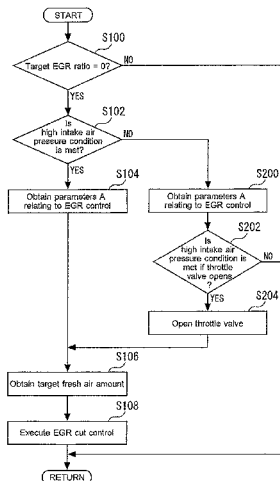 START
S100
Target EGR ratio = 0?
NO
YES
S102
Is
high intake air
pressure condition
is met?
NO
YES
S104
Obtain parameters A
relating to EGR control
S200
Obtain parameters A
relating to EGR control
S202
Is
high intake air
pressure condition is
met if throttle
valve opens
?
NO
YES
S204
Open throttle valve
S106
Obtain target fresh air amount
S108
Execute EGR cut control
RETURN